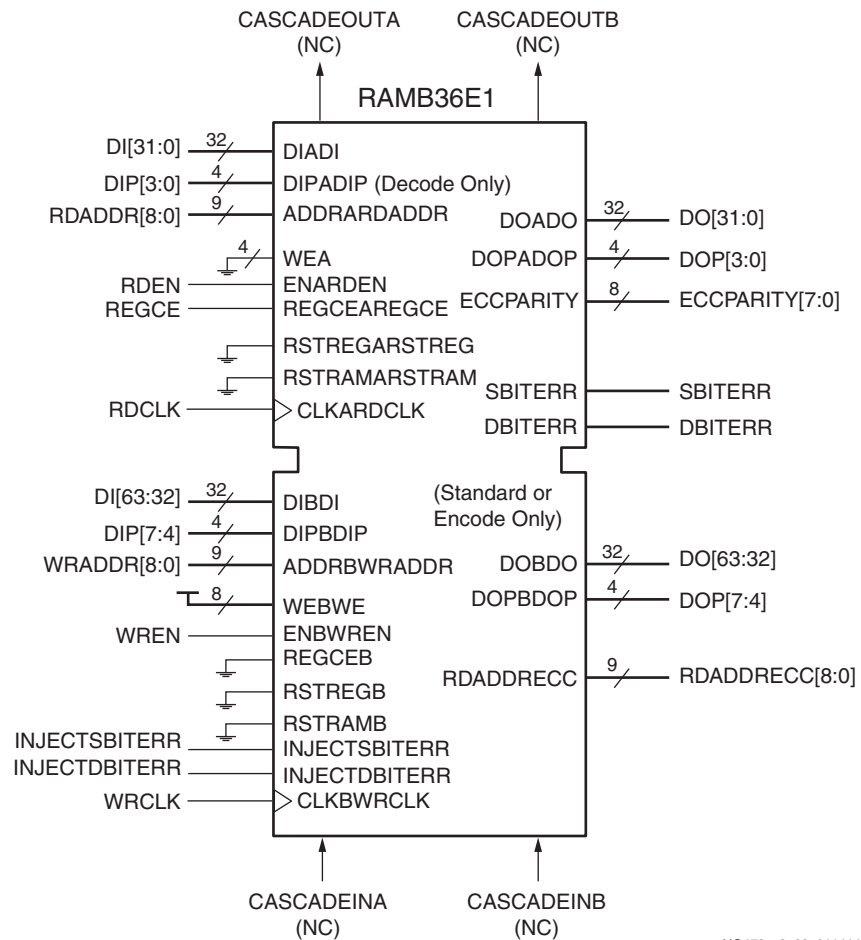 CASCADEOUTA
(NC)
CASCADEOUTB
(NC)
RAMB36E1
DI[31:0] 32 DIADI
DIP[3:0] 4 DIPADIP (Decode Only)
RDADDR[8:0] 9 ADDRARDADDR
4 WEA
RDEN ENARDEN
REGCE REGCEAREGCE
RSTREGARSTREG
RSTRAMARSTRAM
RDCLK CLKARDCLK
DOADO 32 DO[31:0]
DOPADOP 4 DOP[3:0]
ECCPARITY 8 ECCPARITY[7:0]
SBITERR SBITERR
DBITERR DBITERR
DI[63:32] 32 DIBDI
DIP[7:4] 4 DIPBDIP
WRADDR[8:0] 9 ADDRBWRADDR
8 WEBWE
WREN ENBWREN
REGCEB
RSTREGB
RSTRAMB
INJECTSBITERR INJECTSBITERR
INJECTDBITERR INJECTDBITERR
WRCLK CLKBWRCLK
(Standard or
Encode Only)
DOBDO 32 DO[63:32]
DOPBDOP 4 DOP[7:4]
RDADDRECC 9 RDADDRECC[8:0]
CASCADEINA
(NC)
CASCADEINB
(NC)